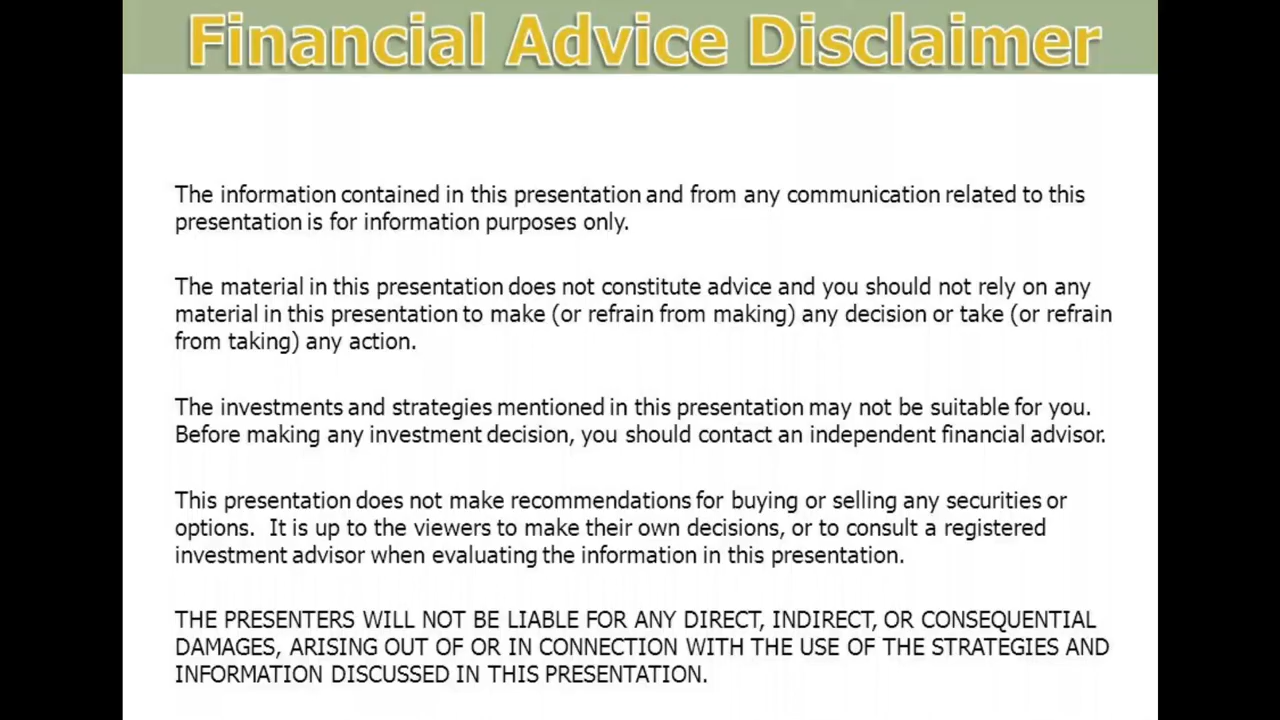 Financial Advice Disclaimer
The information contained in this presentation and from any communication related to this
presentation is for information purposes only.
The material in this presentation does not constitute advice and you should not rely on any
material in this presentation to make (or refrain from making) any decision or take (or refrain
from taking) any action.
The investments and strategies mentioned in this presentation may not be suitable for you.
Before making any investment decision, you should contact an independent financial advisor.
This presentation does not make recommendations for buying or selling any securities or
options.  It is up to the viewers to make their own decisions, or to consult a registered
investment advisor when evaluating the information in this presentation.
THE PRESENTERS WILL NOT BE LIABLE FOR ANY DIRECT, INDIRECT, OR CONSEQUENTIAL
DAMAGES, ARISING OUT OF OR IN CONNECTION WITH THE USE OF THE STRATEGIES AND
INFORMATION DISCUSSED IN THIS PRESENTATION.